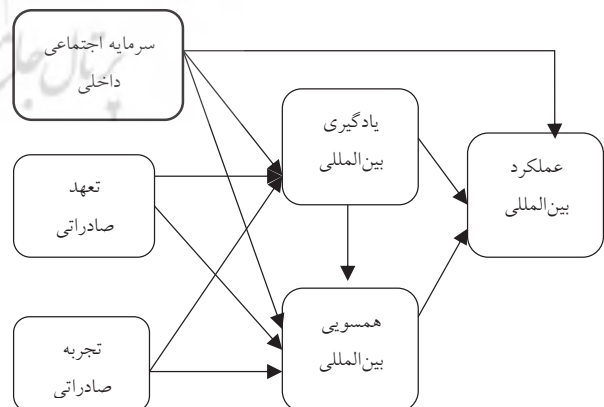 سرمایه اجتماعی
داخلی
یادگیری
بین‌المللی
عملکرد
بین‌المللی
تعهد
صادراتی
همسویی
بین‌المللی
تجربه
صادراتی